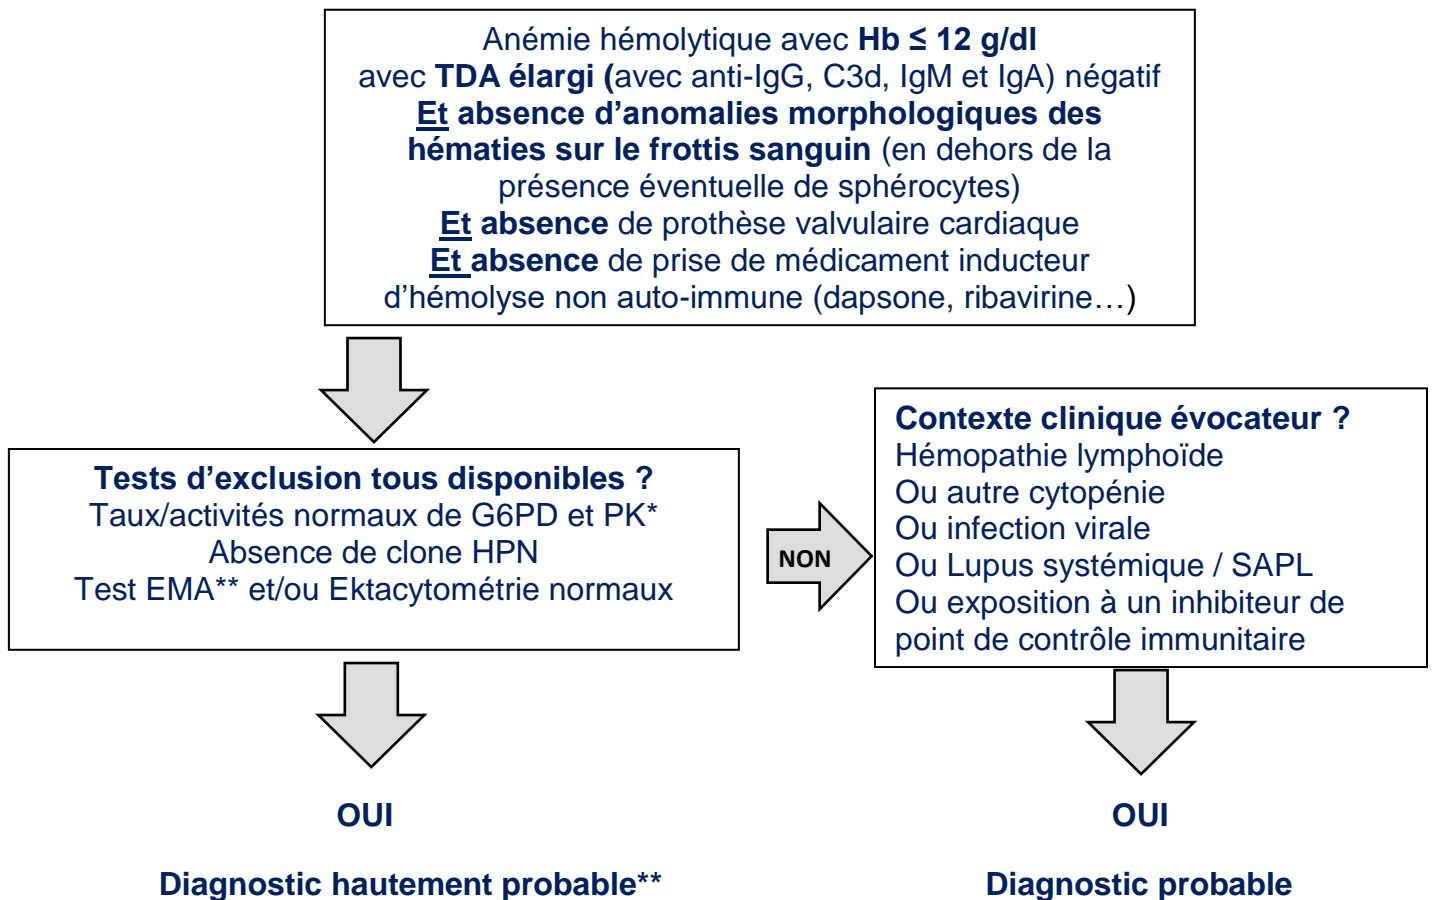 Anémie hémolytique avec Hb ≤ 12 g/dl
avec TDA élargi (avec anti-IgG, C3d, IgM et IgA) négatif
Et absence d’anomalies morphologiques des
hématies sur le frottis sanguin (en dehors de la
présence éventuelle de sphérocytes)
Et absence de prothèse valvulaire cardiaque
Et absence de prise de médicament inducteur
d’hémolyse non auto-immune (dapsone, ribavirine…)
Tests d’exclusion tous disponibles ?
Taux/activités normaux de G6PD et PK*
Absence de clone HPN
Test EMA** et/ou Ektacytométrie normaux
NON
Contexte clinique évocateur ?
Hémopathie lymphoïde
Ou autre cytopénie
Ou infection virale
Ou Lupus systémique / SAPL
Ou exposition à un inhibiteur de
point de contrôle immunitaire
OUI
Diagnostic hautement probable**
OUI
Diagnostic probable